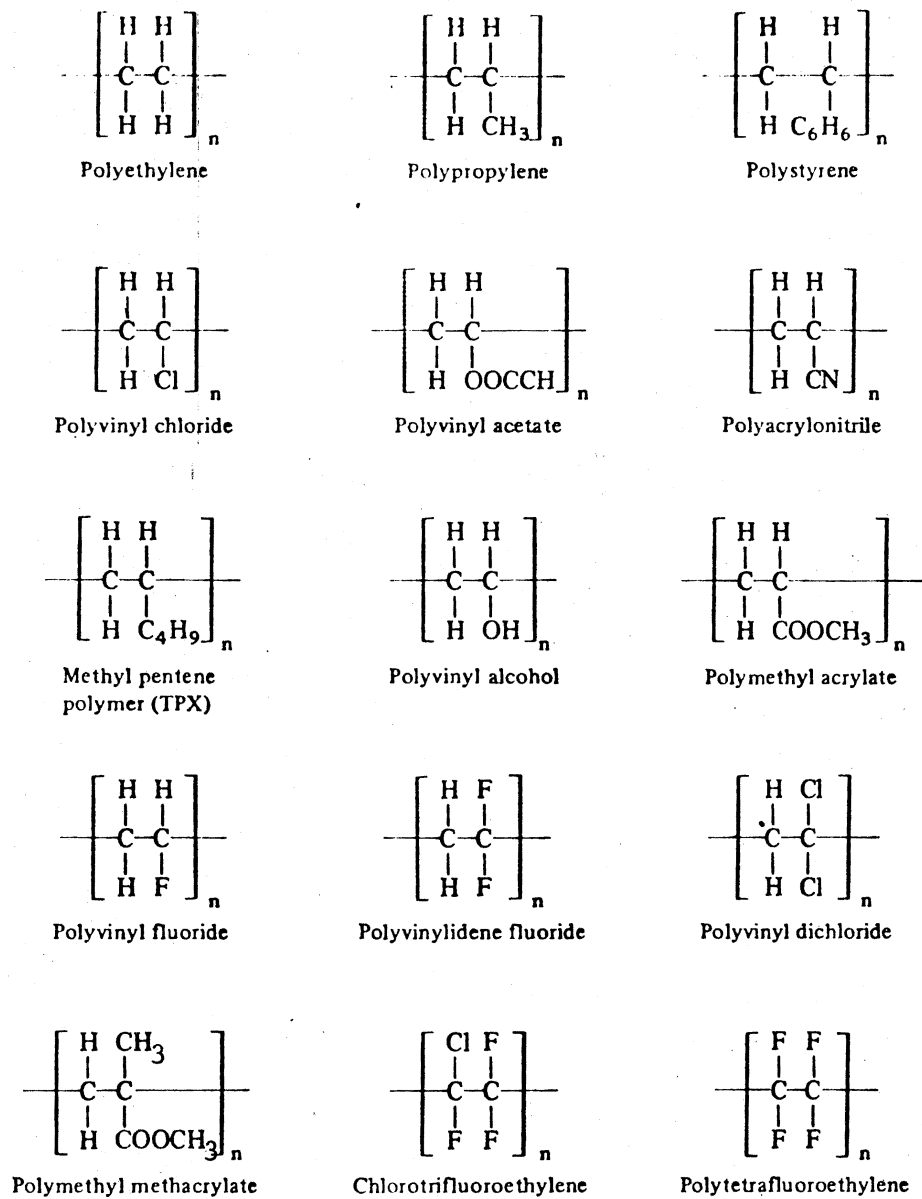 H H H H H H
C C C C C C
H H n H CH₃ n H C₆H₆ n
Polyethylene Polypropylene Polystyrene
H H H H H H
C C C C C C
H Cl n H OOCCH n H CN n
Polyvinyl chloride Polyvinyl acetate Polyacrylonitrile
H H H H H H
C C C C C C
H C₄H₉ n H OH n H COOCH₃ n
Methyl pentene Polyvinyl alcohol Polymethyl acrylate
polymer (TPX)
H H H F H Cl
C C C C C C
H F n H F n H Cl n
Polyvinyl fluoride Polyvinylidene fluoride Polyvinyl dichloride
H CH₃ Cl F F F
C C C C C C
H COOCH₃ n F F n F F n
Polymethyl methacrylate Chlorotrifluoroethylene Polytetrafluoroethylene